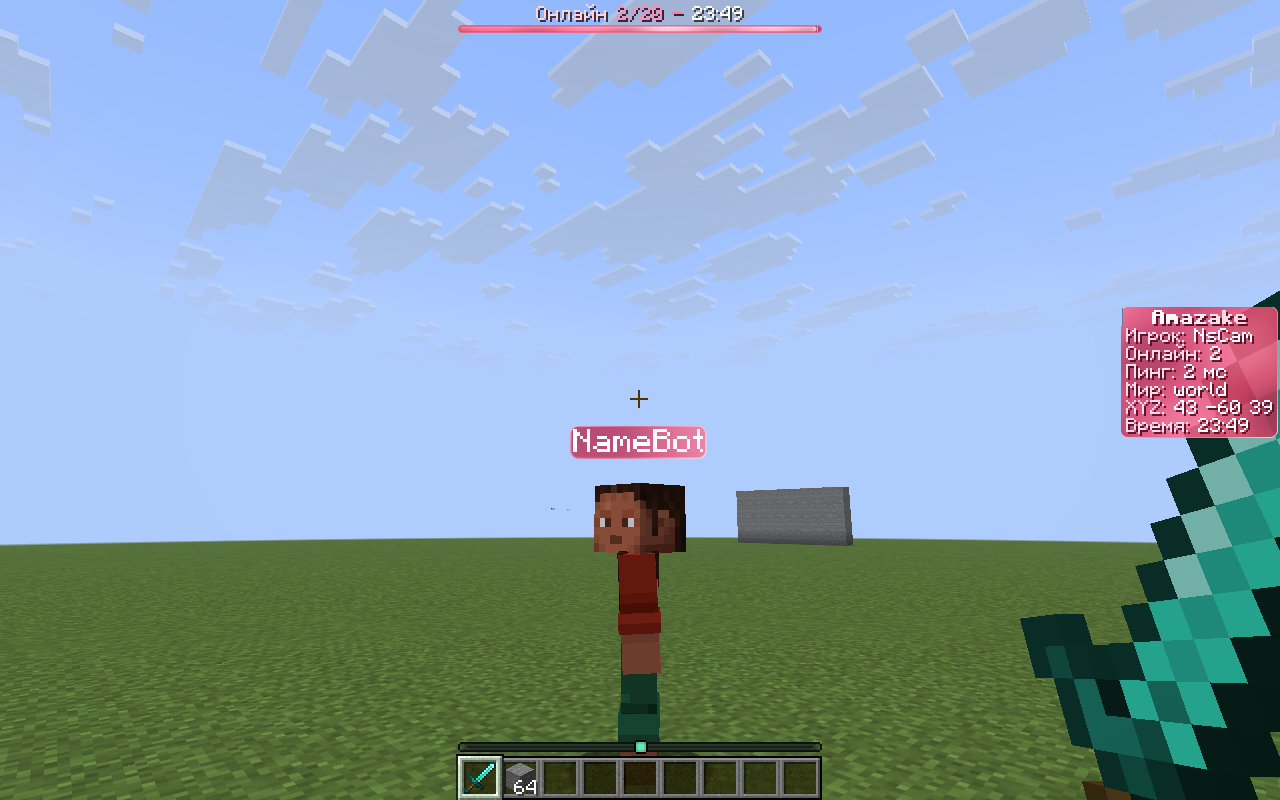 Онлайн 2/20 - 23:49
Amazake
Игрок: NsCam
Онлайн: 2
Пинг: 2 мс
Мир: world
XYZ: 43 -60 39
Время: 23:49
NameBot
64